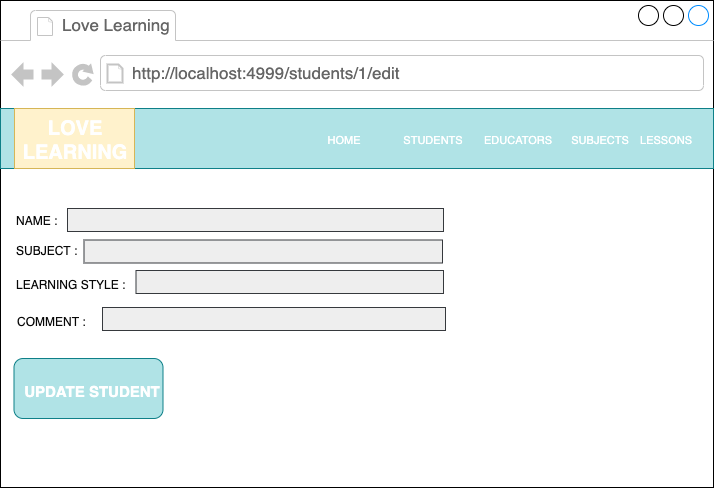 Love Learning
http://localhost:4999/students/1/edit
LOVE
LEARNING
HOME STUDENTS EDUCATORS SUBJECTS LESSONS
NAME :
SUBJECT :
LEARNING STYLE :
COMMENT :
UPDATE STUDENT